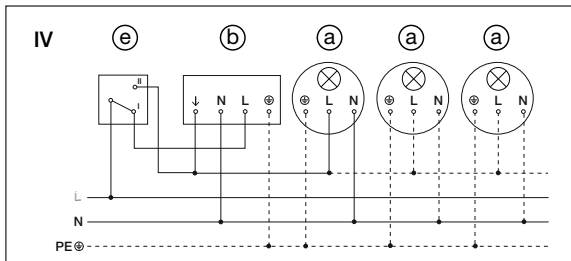 IV e b a a a
II
I
↓ N L ⏚ ⏚ L N ⏚ L N ⏚ L N
L
N
PE ⏚